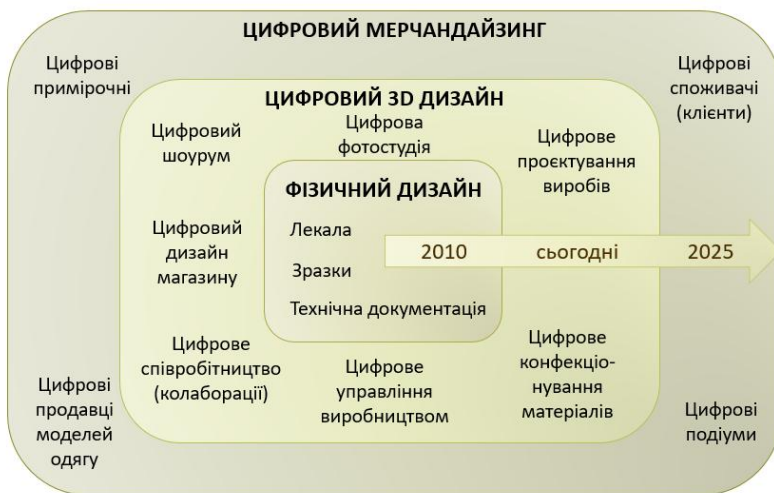 ЦИФРОВИЙ МЕРЧАНДАЙЗИНГ
Цифрові
примірочні
Цифрові
споживачі
(клієнти)
ЦИФРОВИЙ 3D ДИЗАЙН
Цифровий
шоурум
Цифрова
фотостудія
Цифрове
проєктування
виробів
ФІЗИЧНИЙ ДИЗАЙН
Лекала
Зразки
Технічна документація
Цифровий
дизайн
магазину
2010
сьогодні
2025
Цифрове
співробітництво
(колаборації)
Цифрове
управління
виробництвом
Цифрове
конфекціо-
нування
матеріалів
Цифрові
продавці
моделей
одягу
Цифрові
подіуми